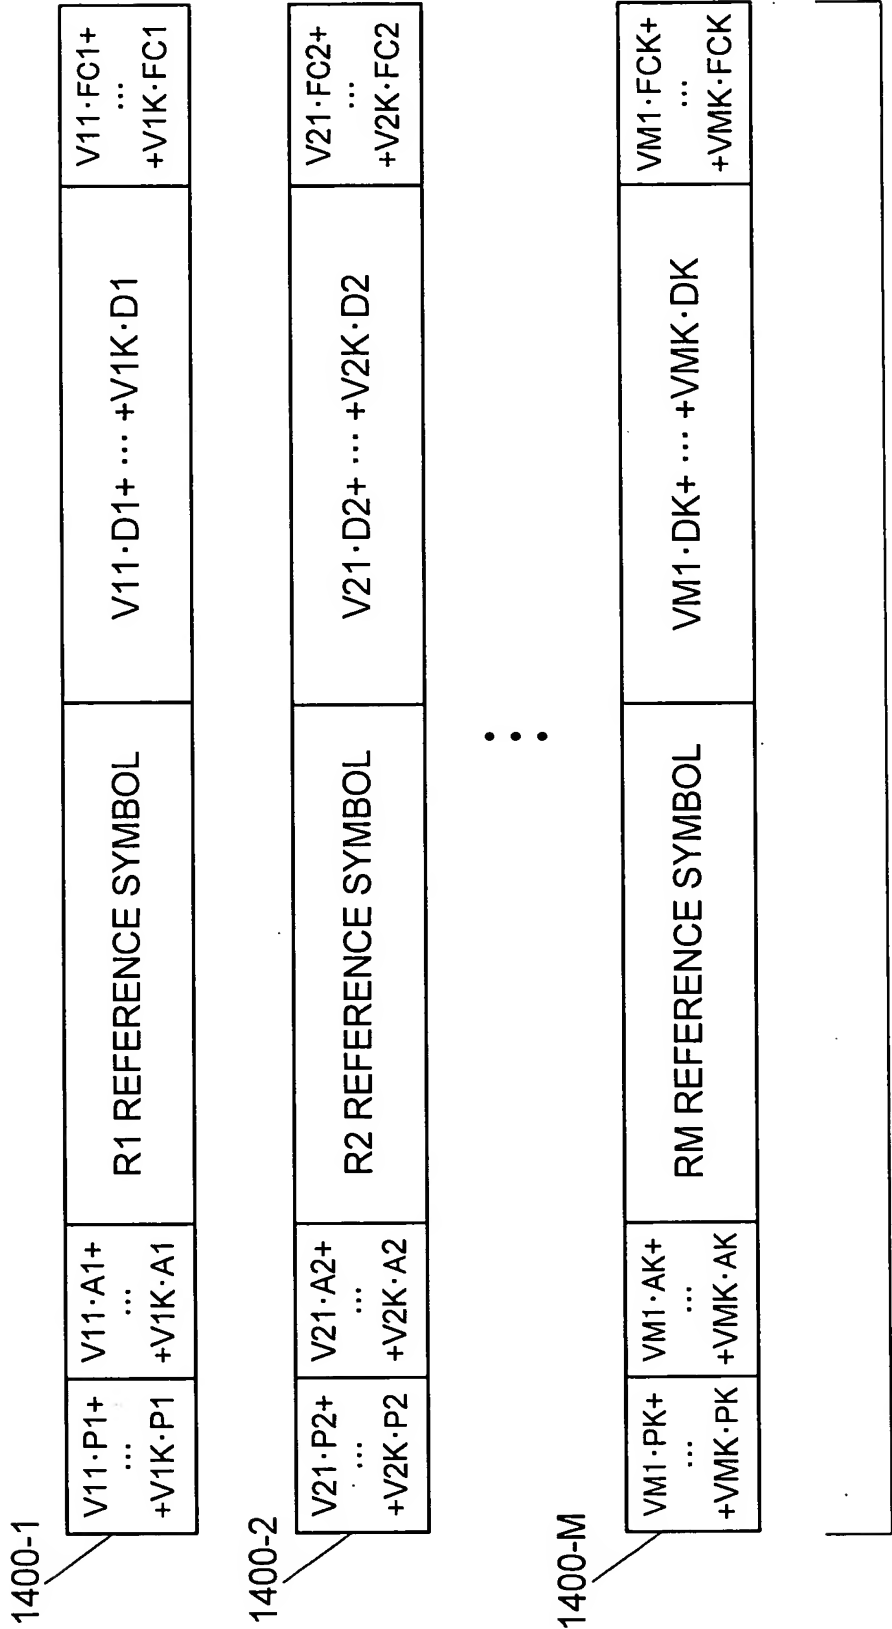 1400-1
V11·P1+
...
+V1K·P1
V11·A1+
...
+V1K·A1
R1 REFERENCE SYMBOL
V11·D1+ ... +V1K·D1
V11·FC1+
...
+V1K·FC1
1400-2
V21·P2+
...
+V2K·P2
V21·A2+
...
+V2K·A2
R2 REFERENCE SYMBOL
V21·D2+ ... +V2K·D2
V21·FC2+
...
+V2K·FC2
...
1400-M
VM1·PK+
...
+VMK·PK
VM1·AK+
...
+VMK·AK
RM REFERENCE SYMBOL
VM1·DK+ ... +VMK·DK
VM1·FCK+
...
+VMK·FCK